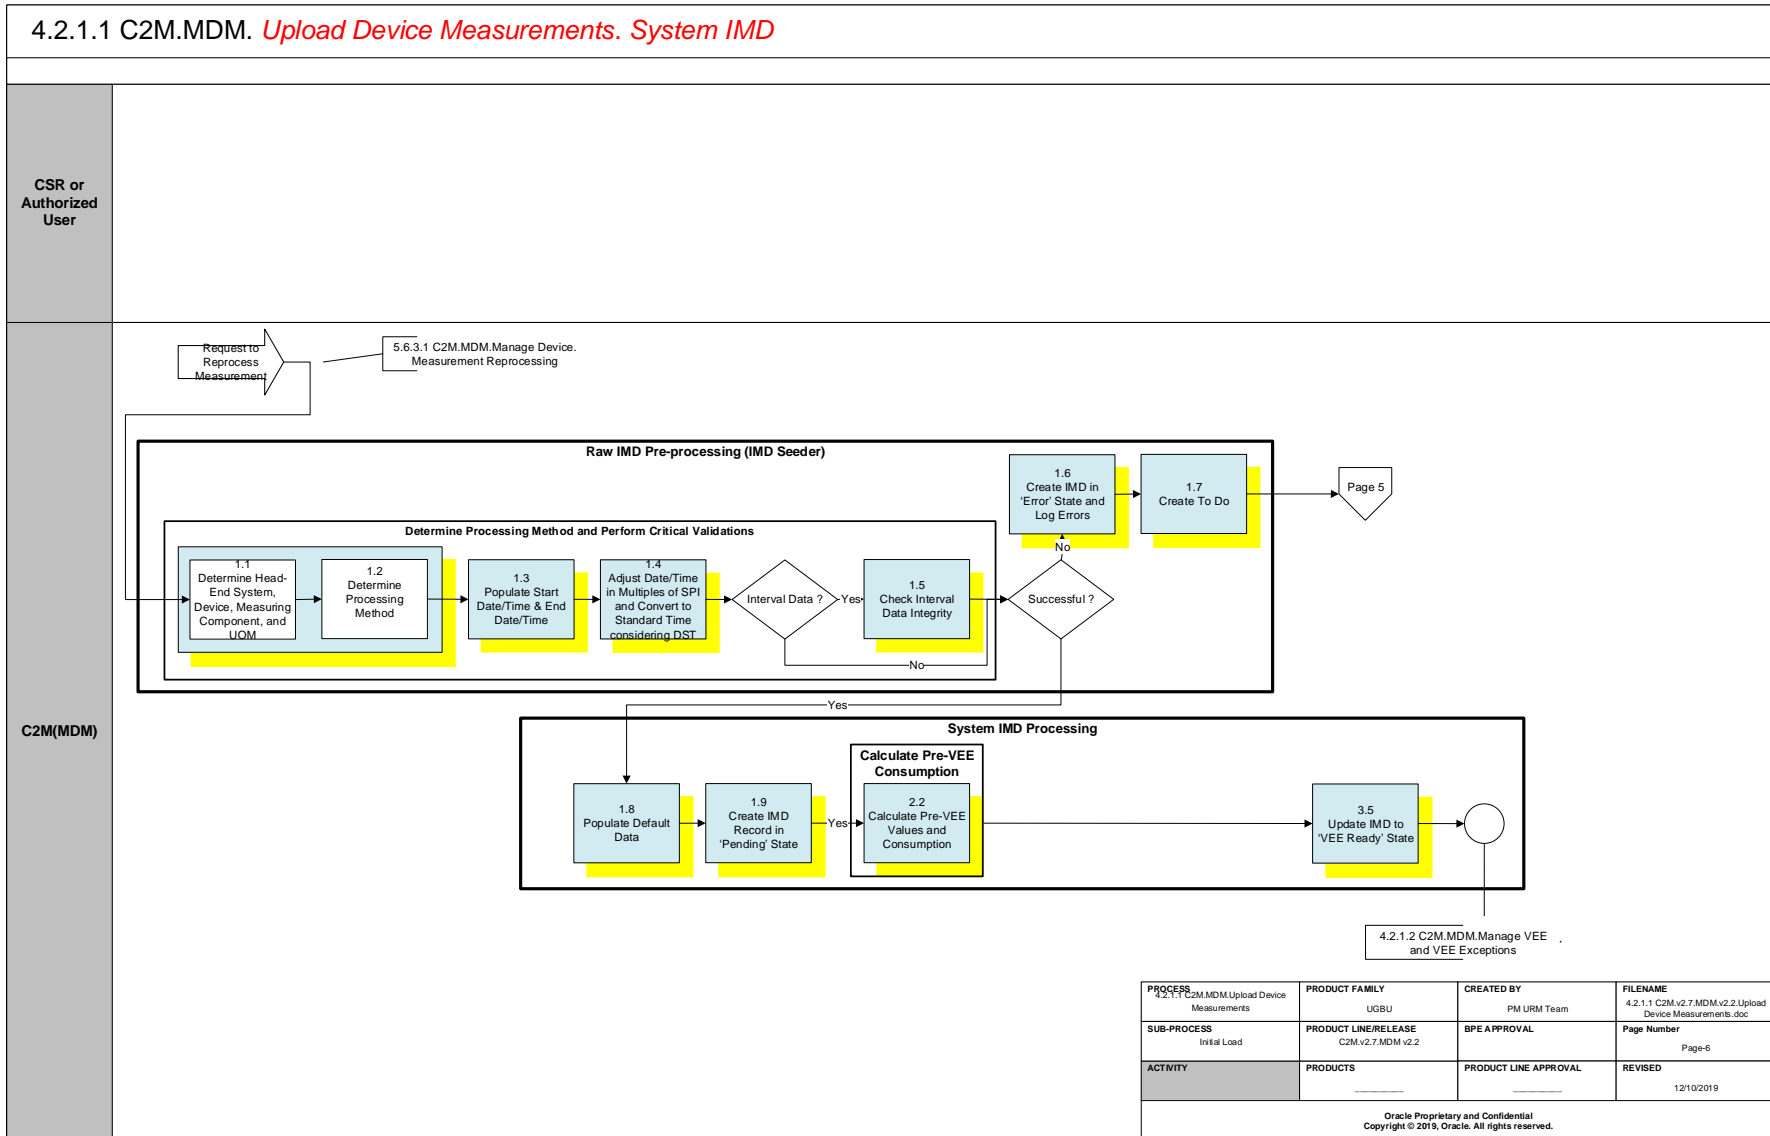 4.2.1.1 C2M.MDM. Upload Device Measurements. System IMD
CSR or
Authorized
User
C2M(MDM)
Request to
Reprocess
Measurement
5.6.3.1 C2M.MDM.Manage Device.
Measurement Reprocessing
Raw IMD Pre-processing (IMD Seeder)
Determine Processing Method and Perform Critical Validations
1.1
Determine Head-
End System,
Device, Measuring
Component, and
UOM
1.2
Determine
Processing
Method
1.3
Populate Start
Date/Time & End
Date/Time
1.4
Adjust Date/Time
in Multiples of SPI
and Convert to
Standard Time
considering DST
Interval Data ?
Yes
No
1.5
Check Interval
Data Integrity
Successful ?
No
Yes
1.6
Create IMD in
‘Error’ State and
Log Errors
1.7
Create To Do
Page 5
System IMD Processing
1.8
Populate Default
Data
1.9
Create IMD
Record in
‘Pending’ State
Yes
Calculate Pre-VEE
Consumption
2.2
Calculate Pre-VEE
Values and
Consumption
3.5
Update IMD to
‘VEE Ready’ State
4.2.1.2 C2M.MDM.Manage VEE
and VEE Exceptions
PROCESS
4.2.1.1 C2M.MDM.Upload Device
Measurements
PRODUCT FAMILY
UGBU
CREATED BY
PM URM Team
FILENAME
4.2.1.1 C2M.v2.7.MDM.v2.2.Upload
Device Measurements.doc
SUB-PROCESS
Initial Load
PRODUCT LINE/RELEASE
C2M.v2.7.MDM v2.2
BPE APPROVAL
Page Number
Page-6
ACTIVITY
PRODUCTS
PRODUCT LINE APPROVAL
REVISED
12/10/2019
Oracle Proprietary and Confidential
Copyright © 2019, Oracle. All rights reserved.